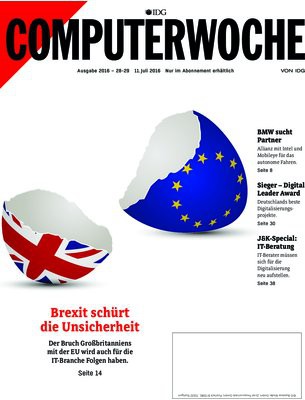 IDG
COMPUTERWOCHE
Ausgabe 2016 – 28-29 11. Juli 2016 Nur im Abonnement erhältlich
VON IDG
BMW sucht
Partner
Allianz mit Intel und
Mobileye für das
autonome Fahren.
Seite 8
Sieger – Digital
Leader Award
Deutschlands beste
Digitalisierungs-
projekte.
Seite 30
J&K-Special:
IT-Beratung
IT-Berater müssen
sich für die
Digitalisierung
neu aufstellen.
Seite 38
Brexit schürt
die Unsicherheit
Der Bruch Großbritanniens
mit der EU wird auch für die
IT-Branche Folgen haben.
Seite 14